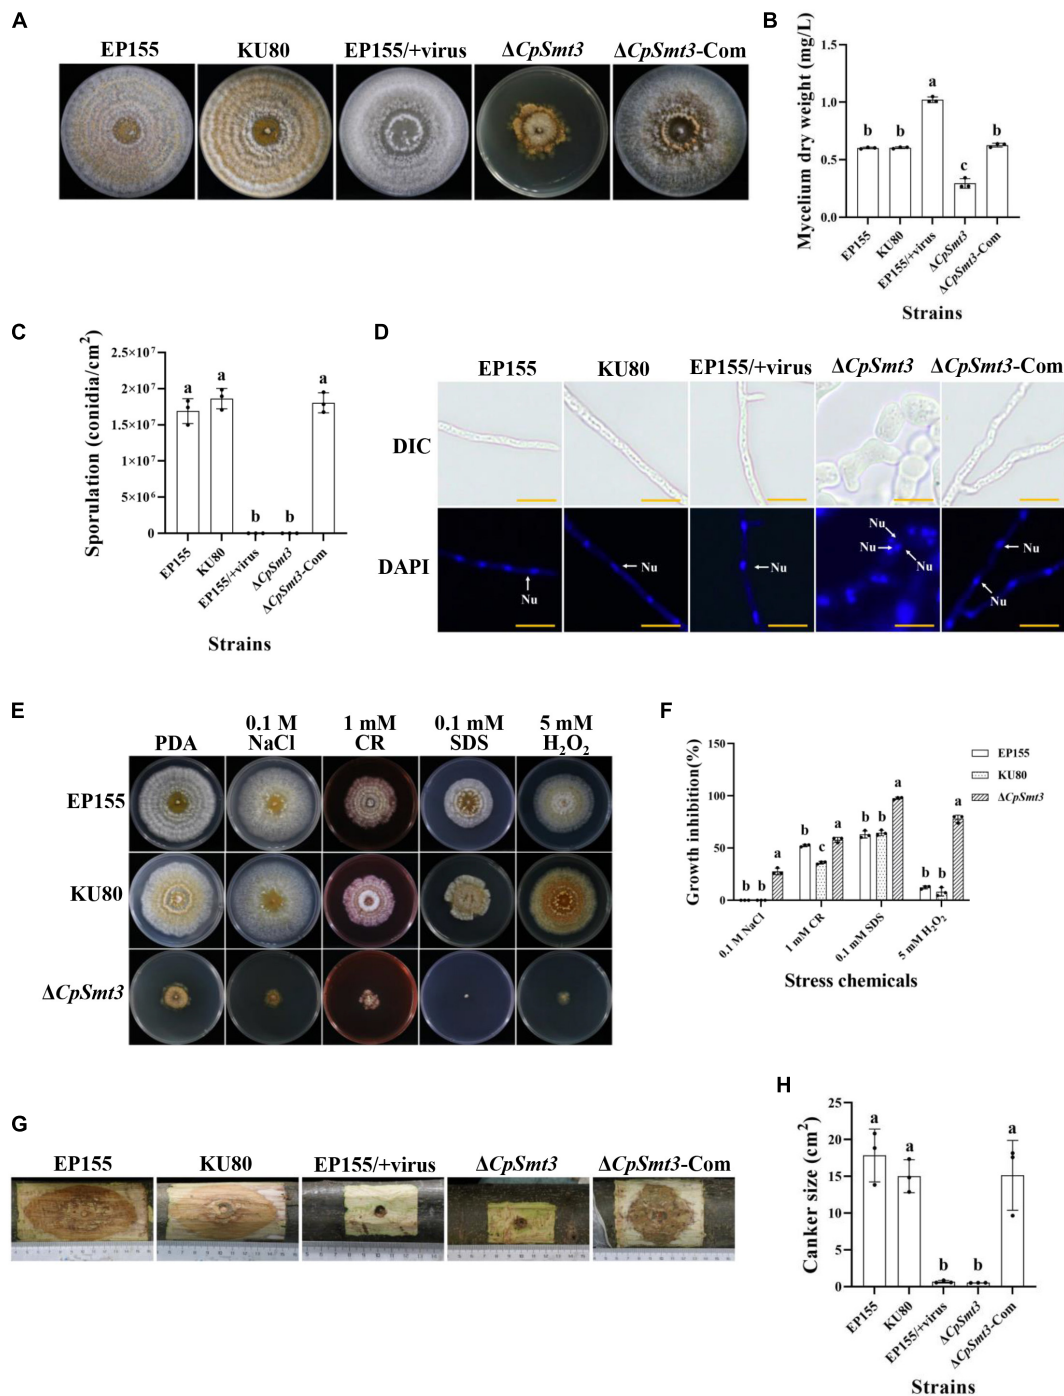 A
EP155 KU80 EP155/+virus ΔCpSmt3 ΔCpSmt3-Com
B
Mycelium dry weight (mg/L)
1.5
1.0
0.5
0.0
b b a c b
EP155 KU80 EP155/+virus ΔCpSmt3 ΔCpSmt3-Com
Strains
C
Sporulation (conidia/cm²)
2.5×10⁷
2×10⁷
1.5×10⁷
1×10⁷
5×10⁶
0
a a b b a
EP155 KU80 EP155/+virus ΔCpSmt3 ΔCpSmt3-Com
Strains
D
EP155 KU80 EP155/+virus ΔCpSmt3 ΔCpSmt3-Com
DIC
DAPI
Nu Nu Nu Nu Nu Nu Nu Nu
E
PDA 0.1 M NaCl 1 mM CR 0.1 mM SDS 5 mM H₂O₂
EP155
KU80
ΔCpSmt3
F
Growth inhibition(%)
150
100
50
0
b b a b c a b b a b b a
EP155
KU80
ΔCpSmt3
0.1 M NaCl 1 mM CR 0.1 mM SDS 5 mM H₂O₂
Stress chemicals
G
EP155 KU80 EP155/+virus ΔCpSmt3 ΔCpSmt3-Com
H
Canker size (cm²)
25
20
15
10
5
0
a a b b a
EP155 KU80 EP155/+virus ΔCpSmt3 ΔCpSmt3-Com
Strains